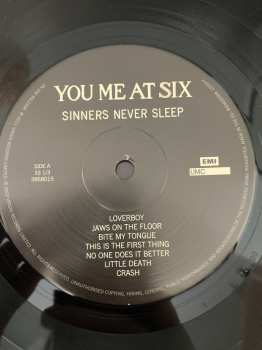 YOU ME AT SIX
SINNERS NEVER SLEEP
SIDE A
33 1/3
0868015
EMI
UMC
LOVERBOY
JAWS ON THE FLOOR
BITE MY TONGUE
THIS IS THE FIRST THING
NO ONE DOES IT BETTER
LITTLE DEATH
CRASH